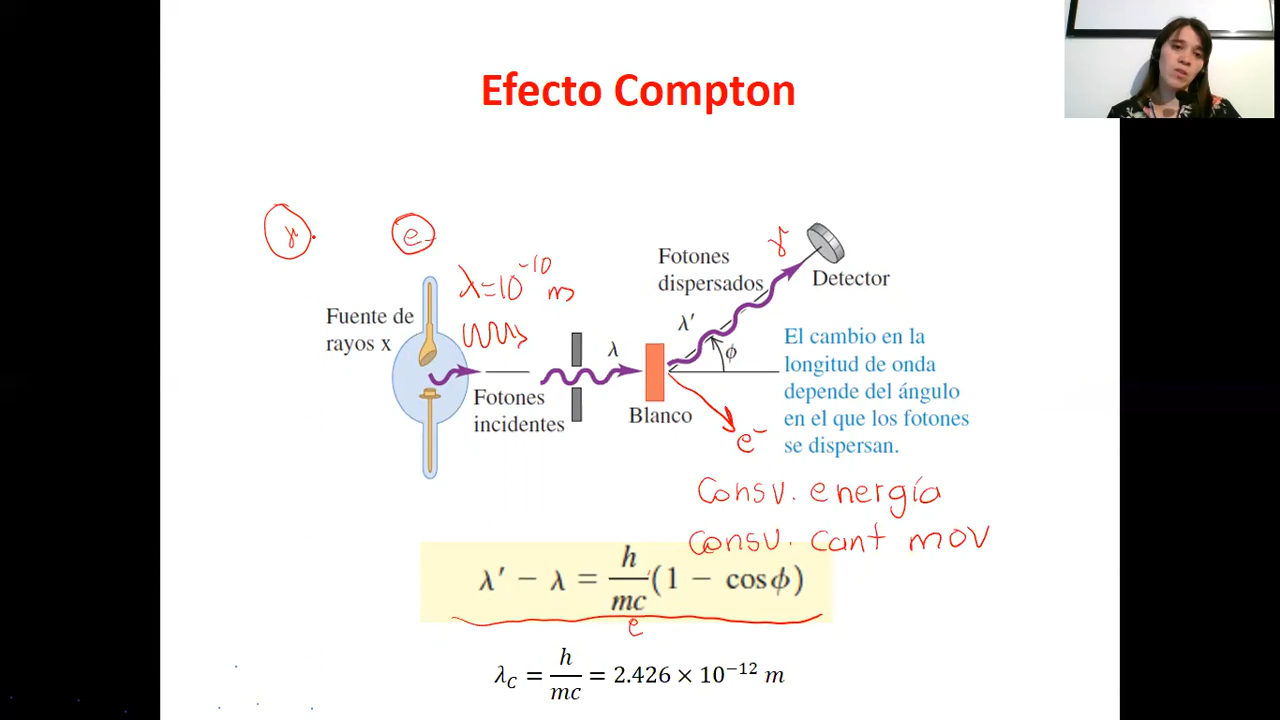 Efecto Compton
γ
e-
λ=10^-10 m
Fuente de
rayos x
Fotones
incidentes
λ
Blanco
Fotones
dispersados
γ
λ′
ϕ
Detector
El cambio en la
longitud de onda
depende del ángulo
en el que los fotones
se dispersan.
e⁻
Consv. energía
Consv. cant mov
λ′ − λ = h/mc (1 − cosϕ)
e
λ_C = h/mc = 2.426 × 10^−12 m